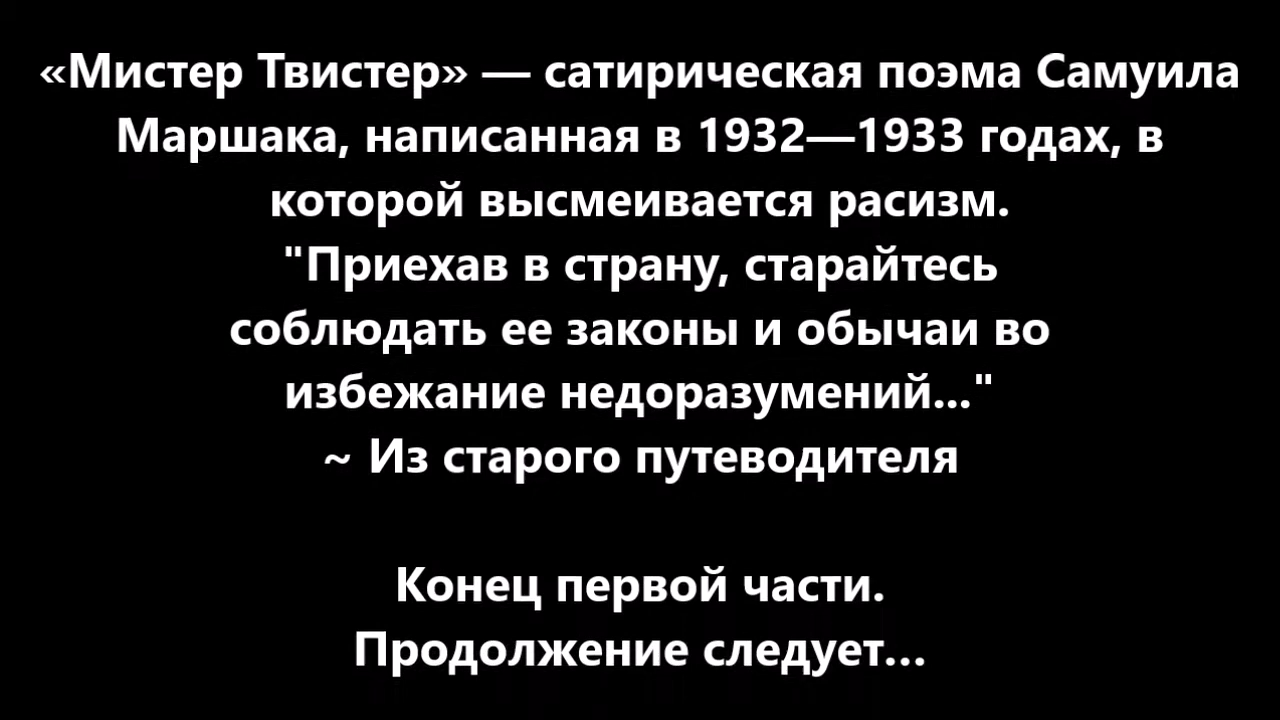 «Мистер Твистер» — сатирическая поэма Самуила
Маршака, написанная в 1932—1933 годах, в
которой высмеивается расизм.
"Приехав в страну, старайтесь
соблюдать ее законы и обычаи во
избежание недоразумений..."
~ Из старого путеводителя
Конец первой части.
Продолжение следует...